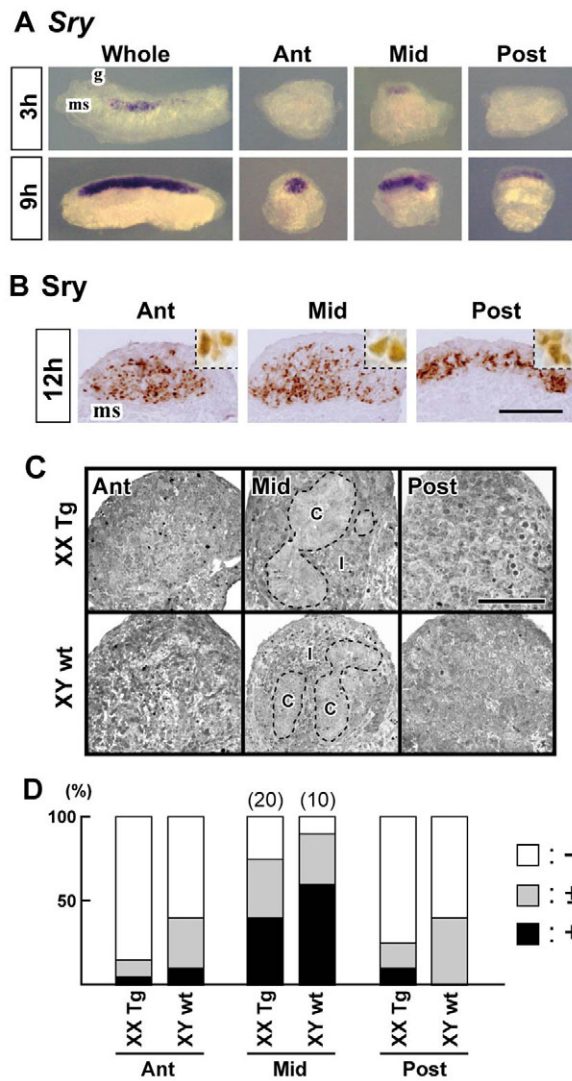 A Sry
Whole Ant Mid Post
3h g ms
9h
B Sry
Ant Mid Post
12h ms
C
Ant Mid Post
XX Tg C I
XY wt I C C
D (%) (20) (10)
100
50
: -
: ±
: +
XX Tg XY wt XX Tg XY wt XX Tg XY wt
Ant Mid Post